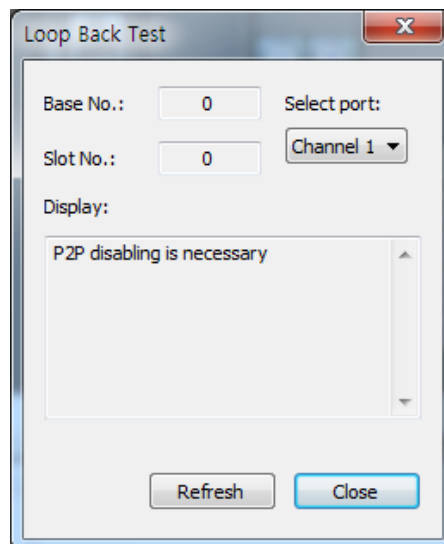 Loop Back Test
Base No.: 0 Select port:
Slot No.: 0 Channel 1
Display:
P2P disabling is necessary
Refresh Close